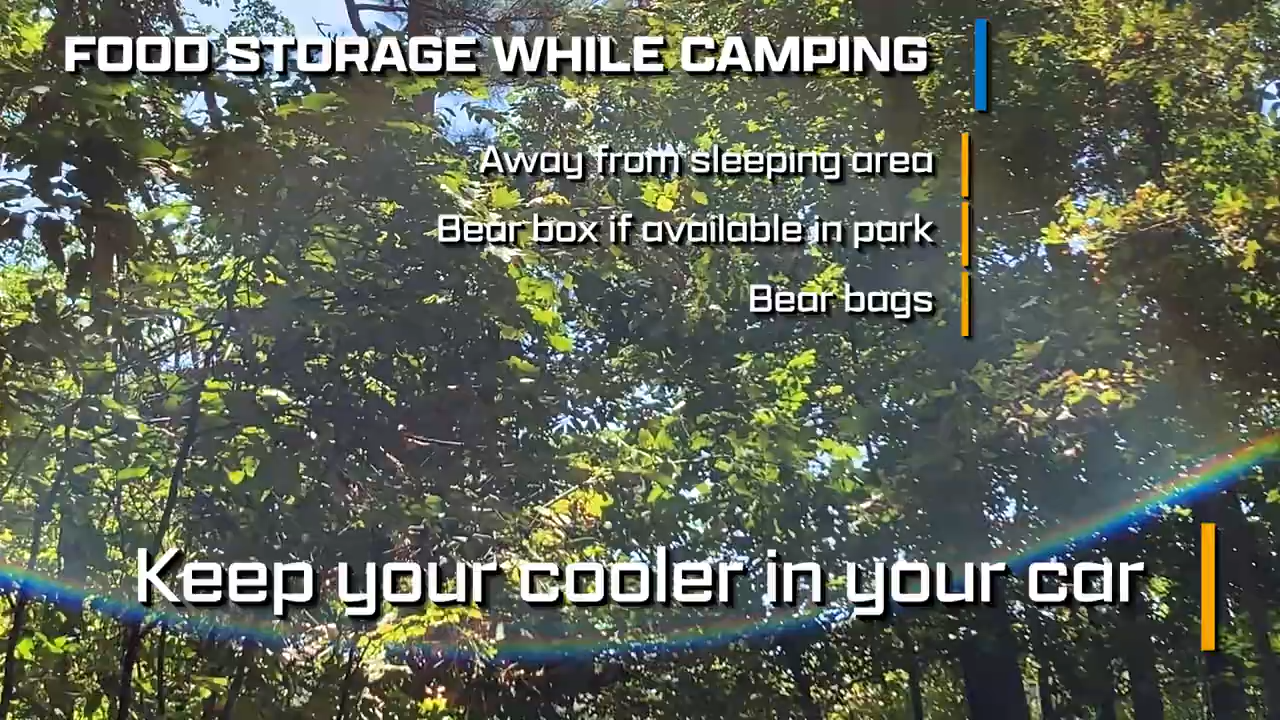 FOOD STORAGE WHILE CAMPING
Away from sleeping area
Bear box if available in park
Bear bags
Keep your cooler in your car